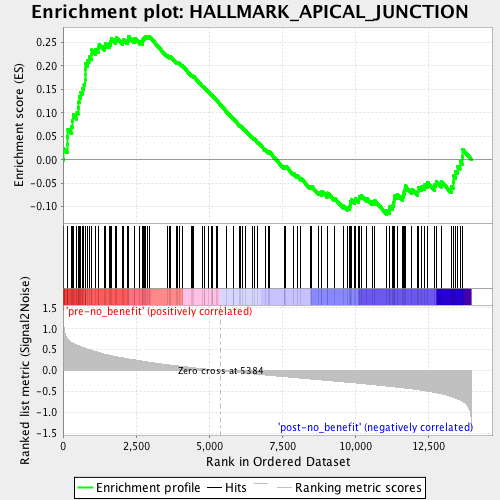 Enrichment plot: HALLMARK_APICAL_JUNCTION
Enrichment score (ES)
0.25
0.20
0.15
0.10
0.05
0.00
-0.05
-0.10
'pre-no_benefit' (positively correlated)
Ranked list metric (Signal2Noise)
1.5
1.0
0.5
0.0
-0.5
-1.0
-1.5
Zero cross at 5384
'post-no_benefit' (negatively correlated)
0 2,500 5,000 7,500 10,000 12,500
Rank in Ordered Dataset
Enrichment profile Hits Ranking metric scores